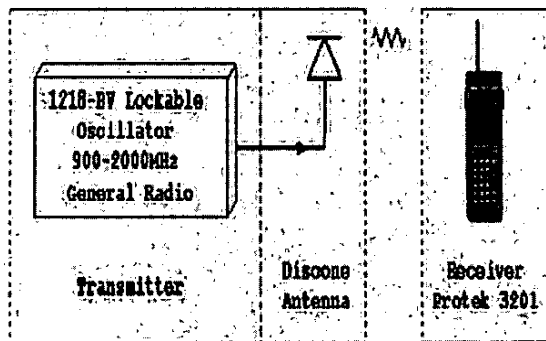 1218-BV Lockable
Oscillator
900-2000MHz
General Radio
Transmitter
Discone
Antenna
Receiver
Protek 3201